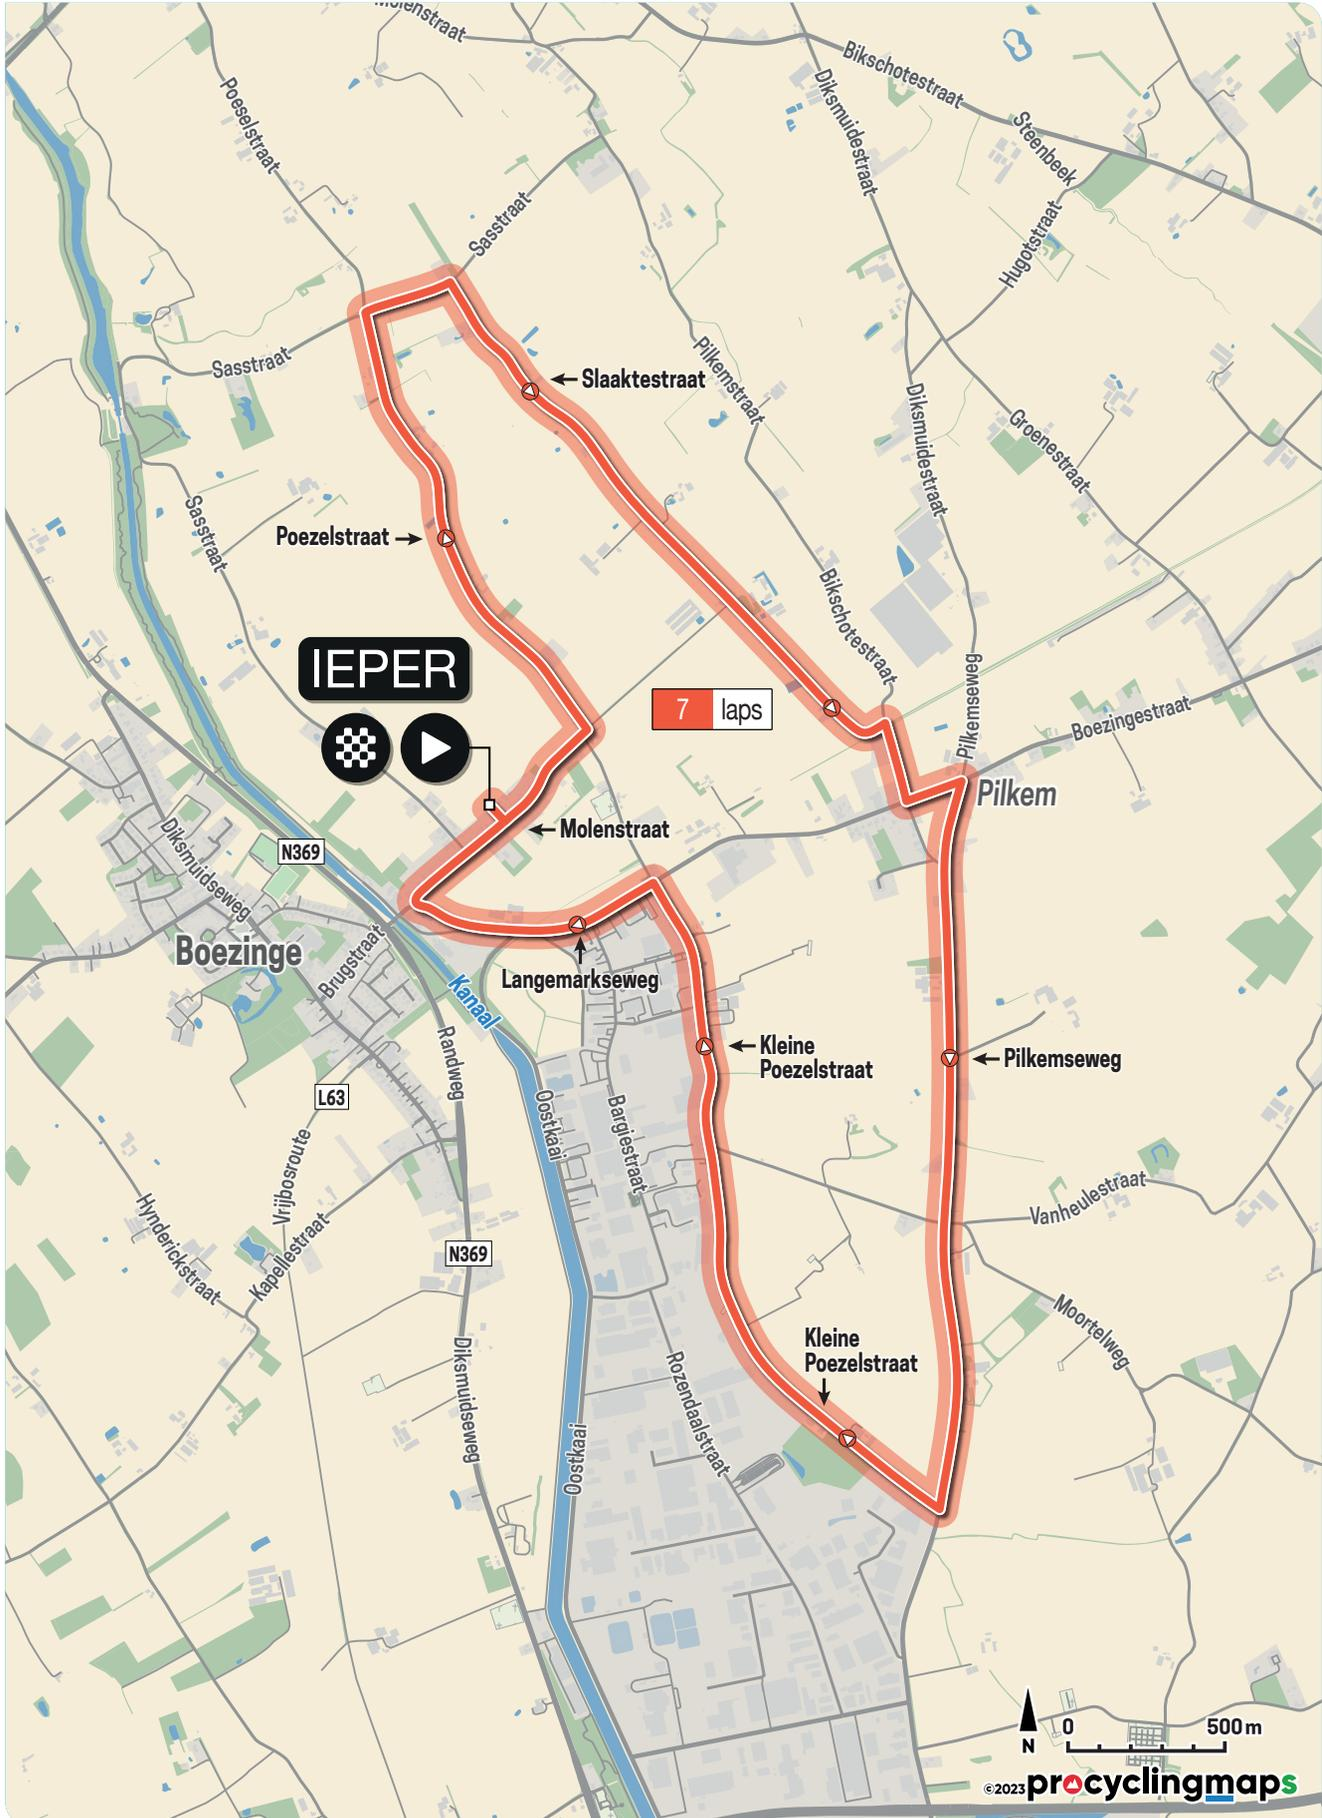 Molenstraat
Poeselstraat
Bikschotestraat
Diksmuidestraat
Steenbeek
Hugotstraat
Sasstraat
Sasstraat
Slaaktestraat
Pilkemstraat
Diksmuidestraat
Groenestraat
Sasstraat
Poezelstraat
Bikschotestraat
IEPER
7 laps
Pilkemseweg
Boezingestraat
Pilkem
Molenstraat
N369
Diksmuidseweg
Boezinge
Brugstraat
Kanaal
Langemarkseweg
Randweg
Kleine
Poezelstraat
Pilkemseweg
L63
Oostkaai
Bargiestraat
Vrijbosroute
Hynderickstraat
Kapellestraat
N369
Vanheulestraat
Moortelweg
Kleine
Poezelstraat
Diksmuidseweg
Rozendaalstraat
Oostkaai
N
0 500 m
©2023 procyclingmaps